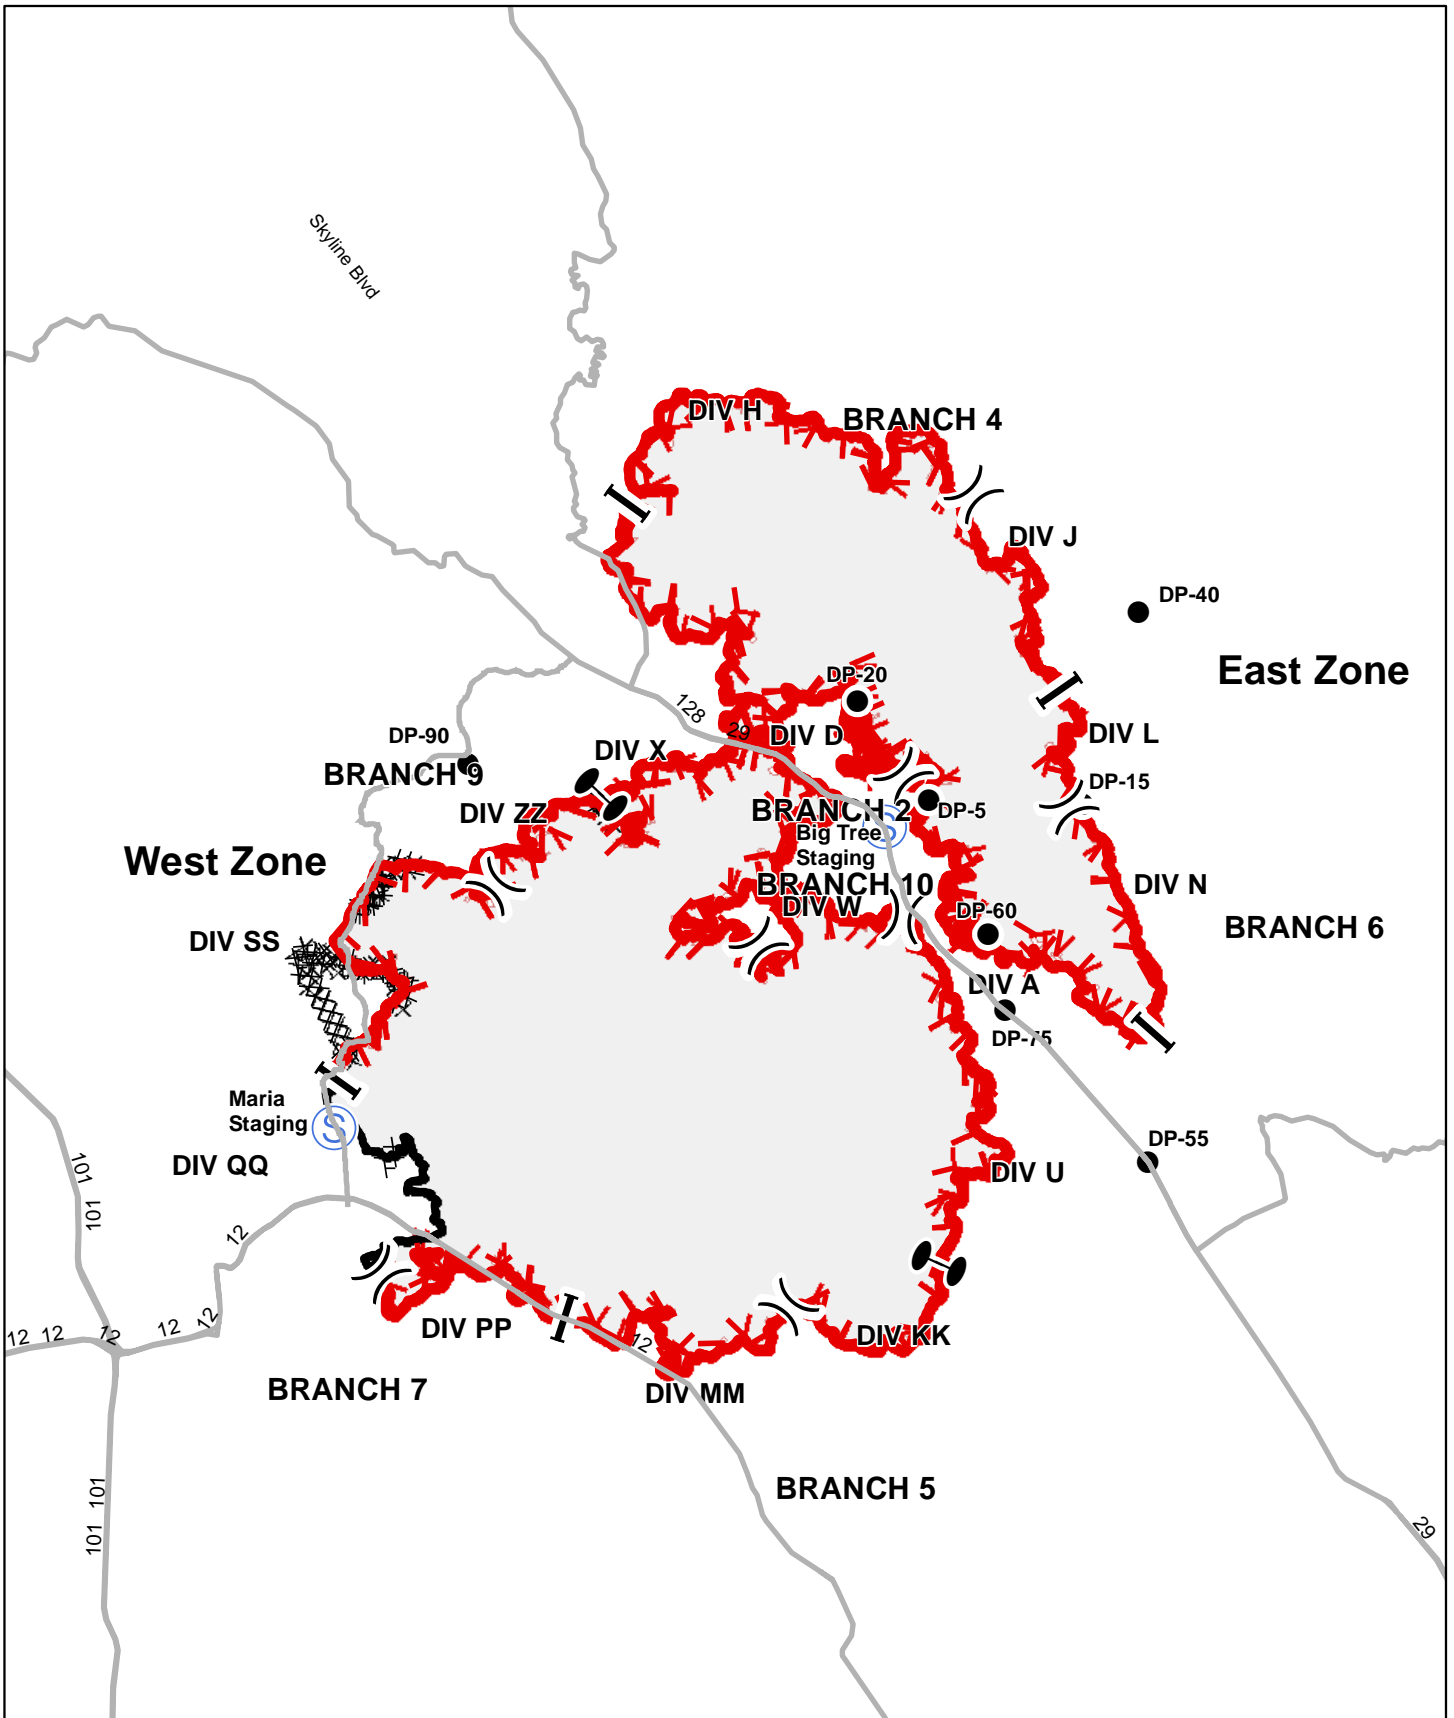 Skyline Blvd
DIV H
BRANCH 4
DIV J
DP-40
East Zone
DP-20
128
29
DIV D
DIV L
DP-90
DIV X
BRANCH 9
DP-15
DIV ZZ
BRANCH 2
DP-5
S
Big Tree
Staging
West Zone
BRANCH 10
DIV N
DIV W
DP-60
BRANCH 6
DIV SS
DIV A
DP-75
Maria
Staging
S
DP-55
DIV QQ
101
DIV U
101
12
12
12
12
12
12
DIV PP
12
DIV KK
BRANCH 7
DIV MM
BRANCH 5
101
101
29